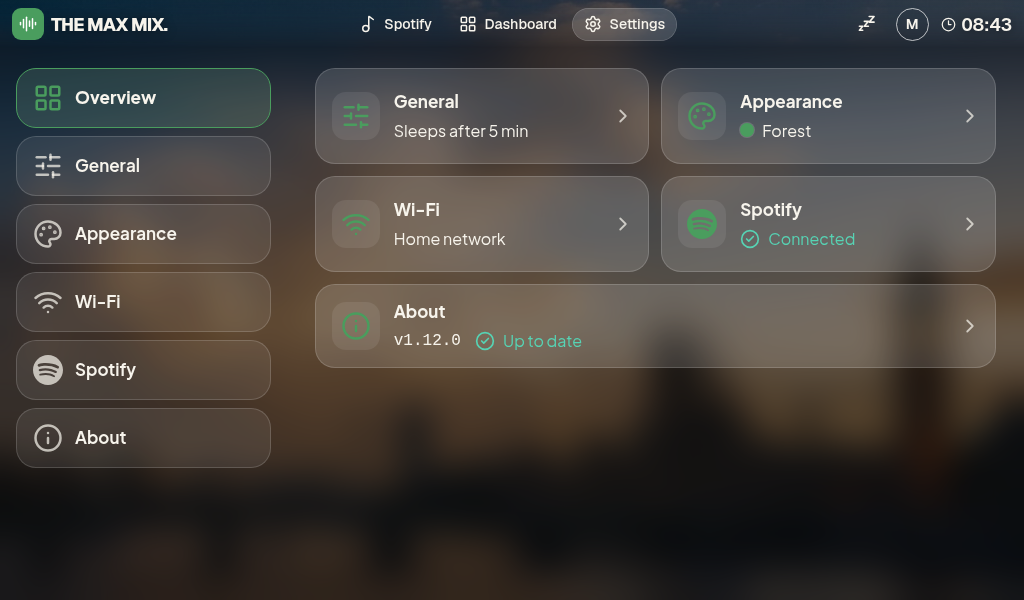 THE MAX MIX.
Spotify
Dashboard
Settings
M
08:43
Overview
General
Appearance
Wi-Fi
Spotify
About
General
Sleeps after 5 min
Appearance
Forest
Wi-Fi
Home network
Spotify
Connected
About
v1.12.0 Up to date